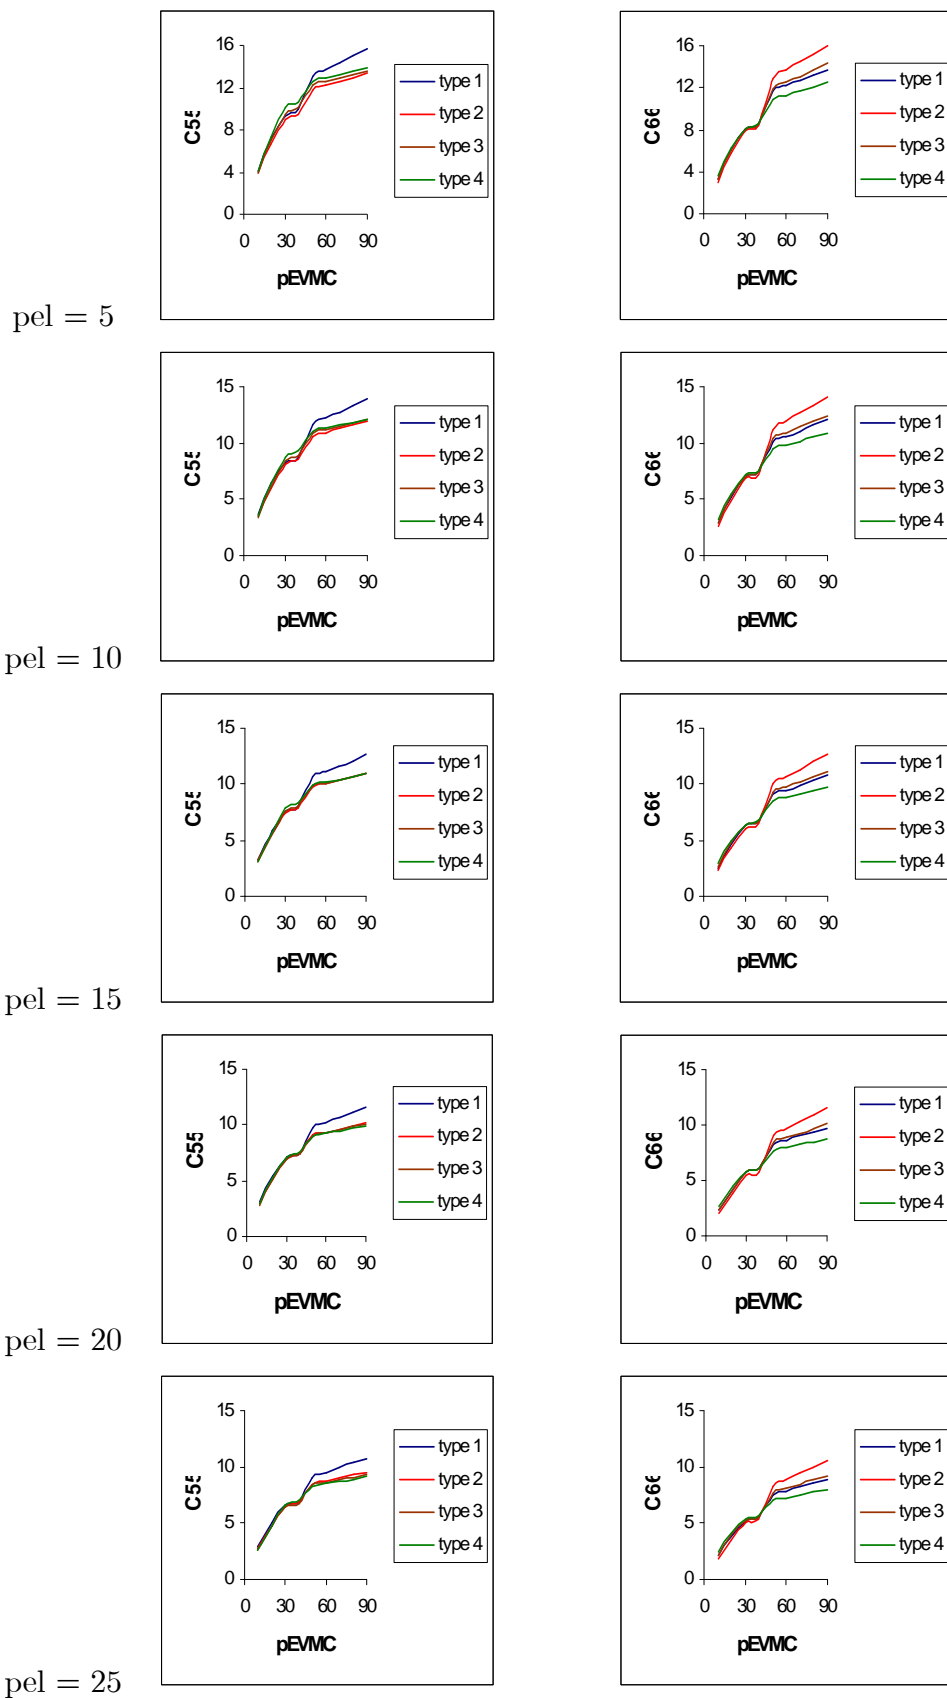 C55
16
12
8
4
0
0 30 60 90
pEVMC
type 1
type 2
type 3
type 4
C66
16
12
8
4
0
0 30 60 90
pEVMC
type 1
type 2
type 3
type 4
pel = 5
C55
15
10
5
0
0 30 60 90
pEVMC
type 1
type 2
type 3
type 4
C66
15
10
5
0
0 30 60 90
pEVMC
type 1
type 2
type 3
type 4
pel = 10
C55
15
10
5
0
0 30 60 90
pEVMC
type 1
type 2
type 3
type 4
C66
15
10
5
0
0 30 60 90
pEVMC
type 1
type 2
type 3
type 4
pel = 15
C55
15
10
5
0
0 30 60 90
pEVMC
type 1
type 2
type 3
type 4
C66
15
10
5
0
0 30 60 90
pEVMC
type 1
type 2
type 3
type 4
pel = 20
C55
15
10
5
0
0 30 60 90
pEVMC
type 1
type 2
type 3
type 4
C66
15
10
5
0
0 30 60 90
pEVMC
type 1
type 2
type 3
type 4
pel = 25